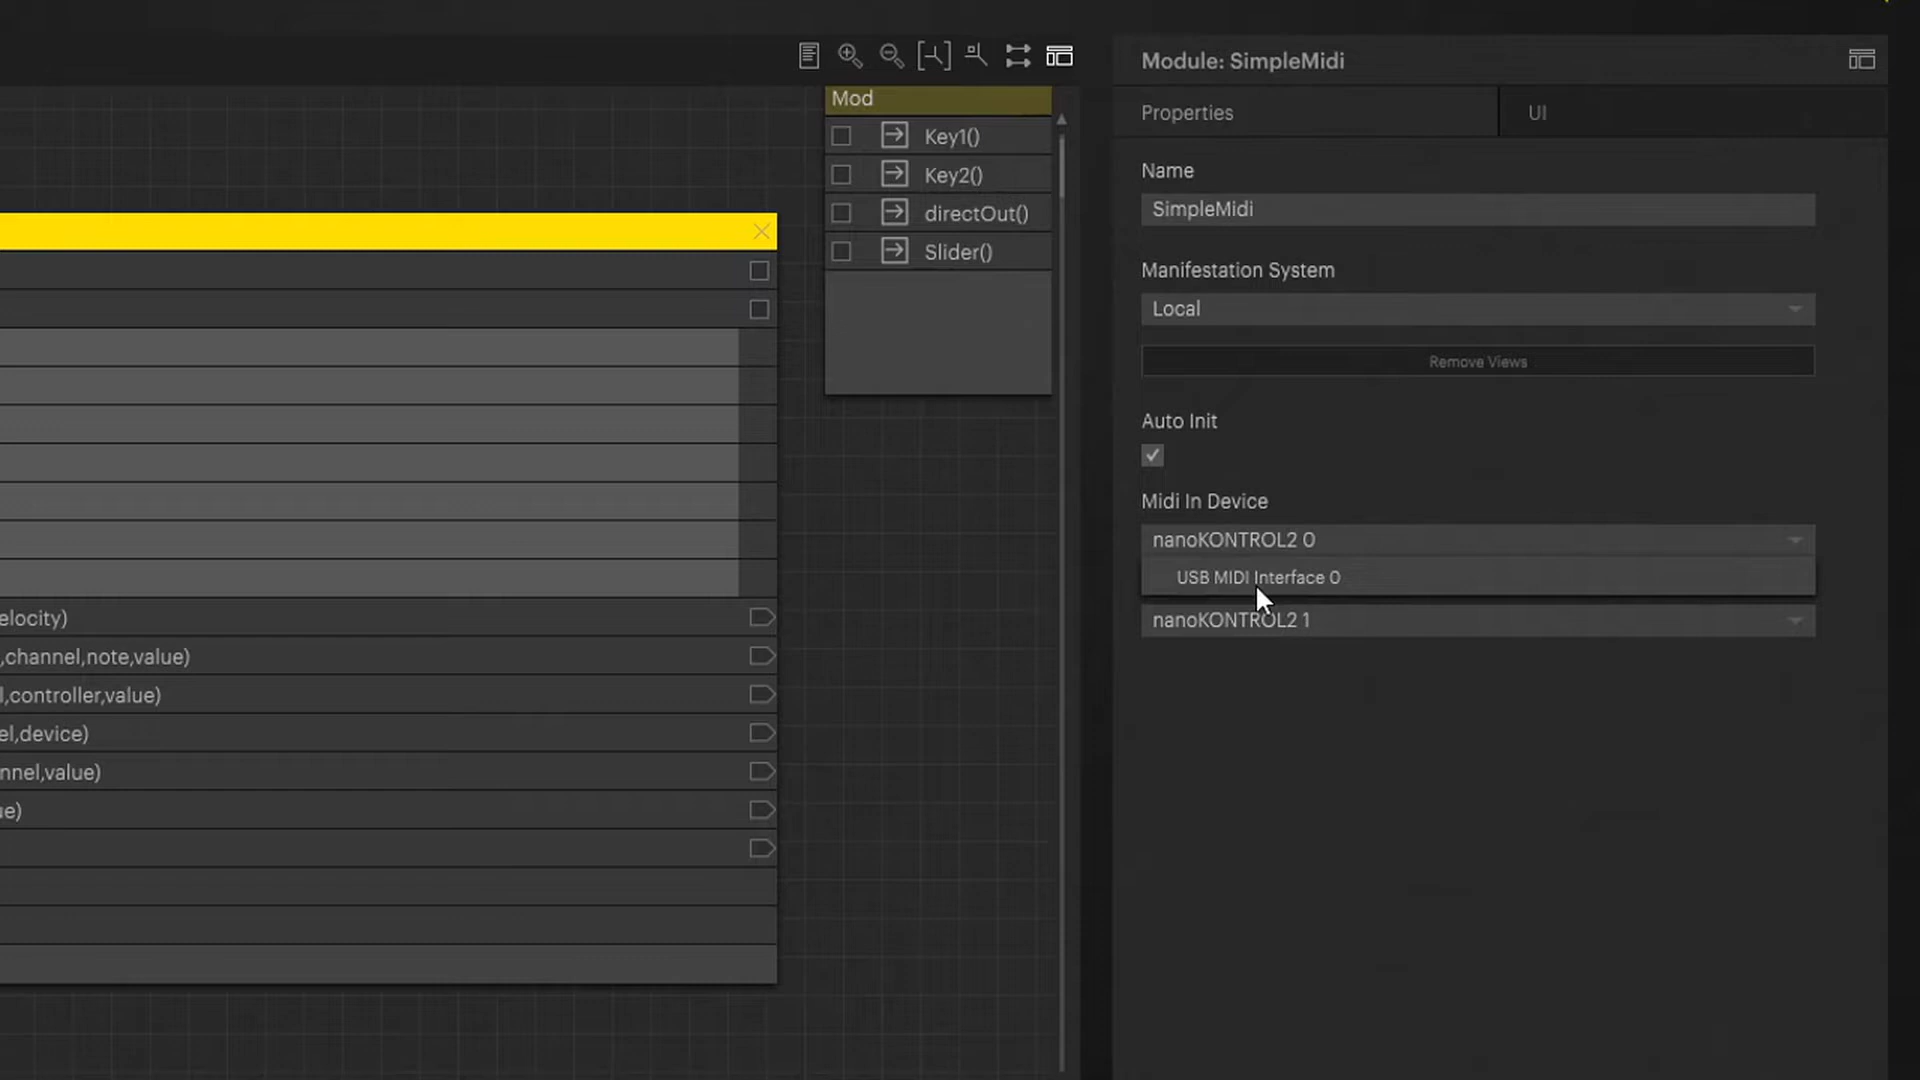 Mod
Key1()
Key2()
directOut()
Slider()
elocity)
,channel,note,value)
l,controller,value)
el,device)
nnel,value)
ue)
Module: SimpleMidi
Properties
UI
Name
SimpleMidi
Manifestation System
Local
Remove Views
Auto Init
Midi In Device
nanoKONTROL2 0
USB MIDI Interface 0
nanoKONTROL2 1